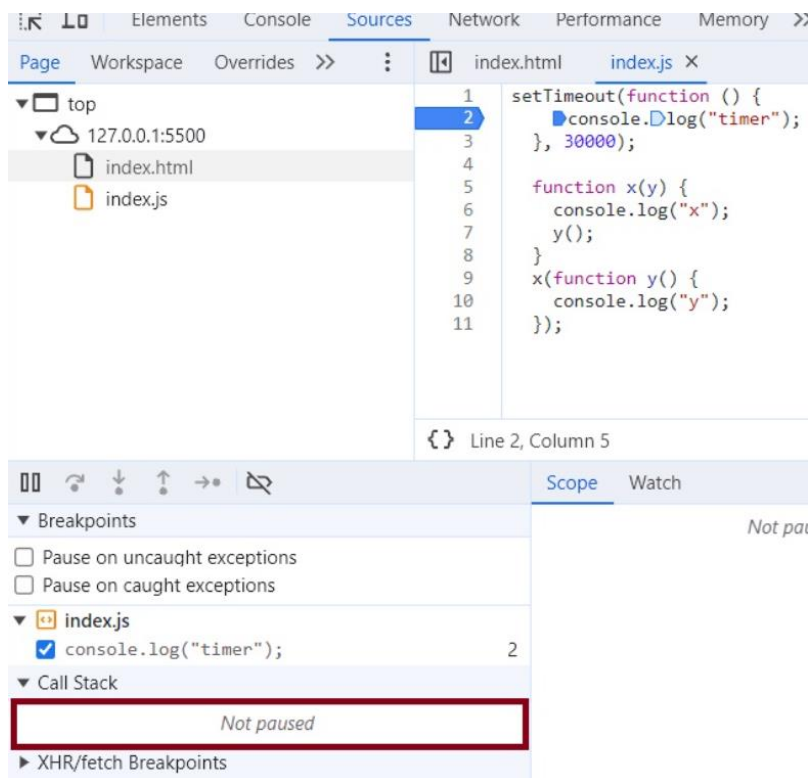 Elements Console Sources Network Performance Memory
Page Workspace Overrides
top
127.0.0.1:5500
index.html
index.js
index.html index.js
1 setTimeout(function () {
2 console.log("timer");
3 }, 30000);
4
5 function x(y) {
6 console.log("x");
7 y();
8 }
9 x(function y() {
10 console.log("y");
11 });
{} Line 2, Column 5
Breakpoints
Pause on uncaught exceptions
Pause on caught exceptions
index.js
console.log("timer"); 2
Call Stack
Not paused
XHR/fetch Breakpoints
Scope Watch
Not pau